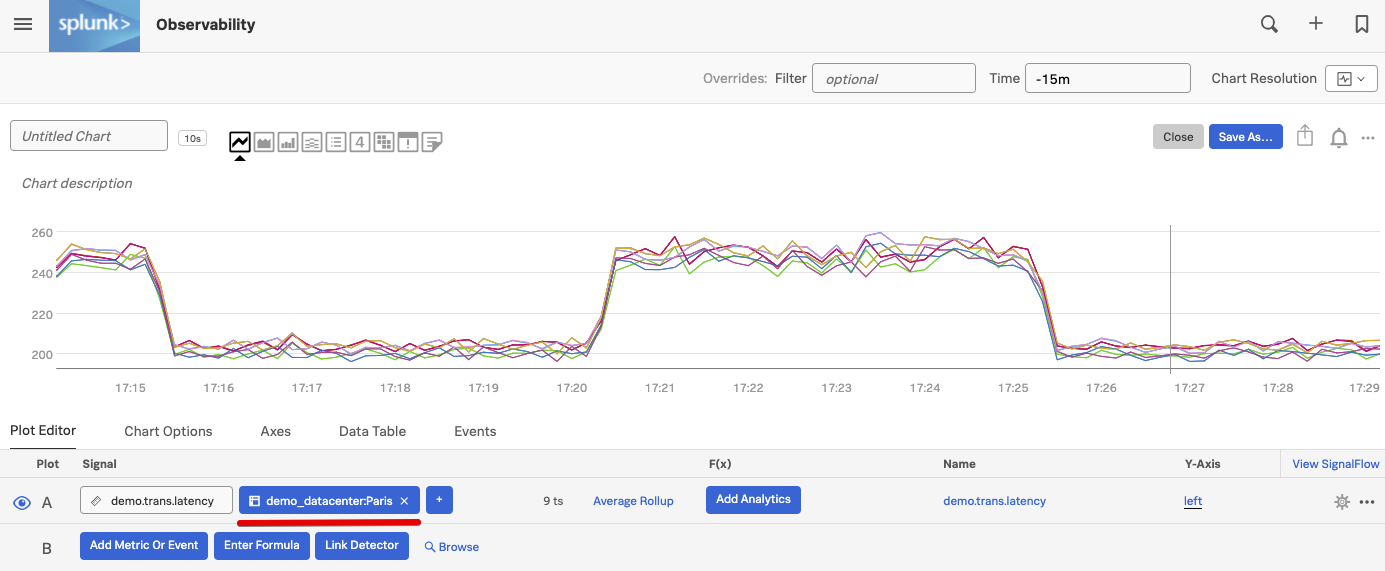 splunk> Observability
Overrides: Filter optional Time -15m Chart Resolution
Untitled Chart 10s 4 Close Save As... ...
Chart description
260
240
220
200
17:15 17:16 17:17 17:18 17:19 17:20 17:21 17:22 17:23 17:24 17:25 17:26 17:27 17:28 17:29
Plot Editor Chart Options Axes Data Table Events
Plot Signal F(x) Name Y-Axis View SignalFlow
A demo.trans.latency demo_datacenter:Paris × + 9 ts Average Rollup Add Analytics demo.trans.latency left ...
B Add Metric Or Event Enter Formula Link Detector Browse